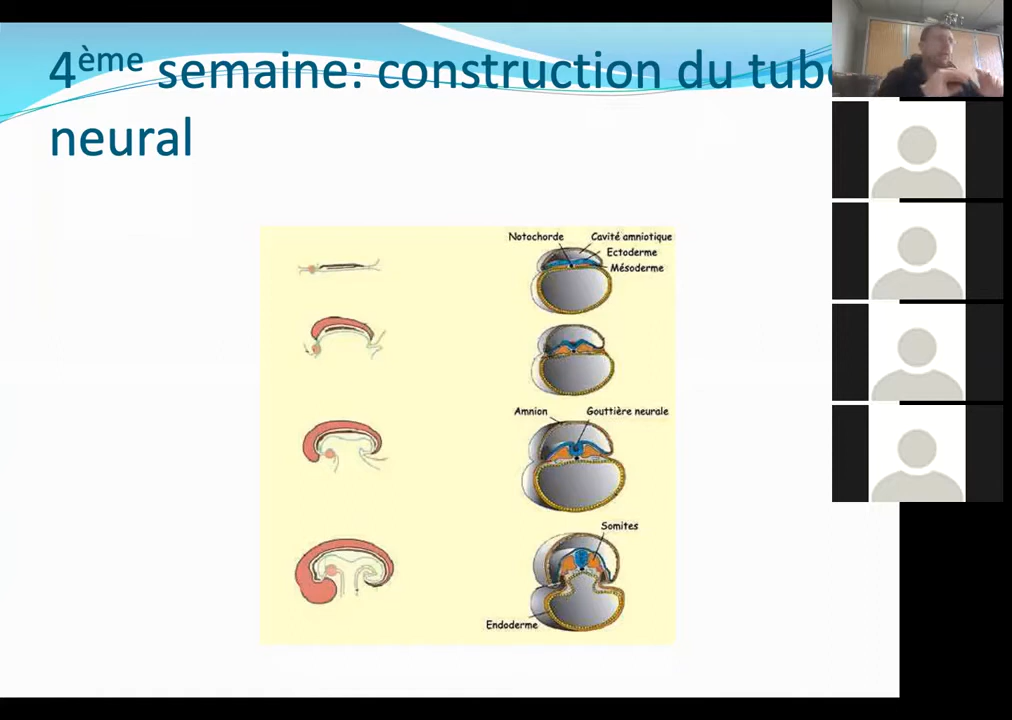 4ème semaine: construction du tube
neural
Notochorde
Cavité amniotique
Ectoderme
Mésoderme
Amnion
Gouttière neurale
Somites
Endoderme